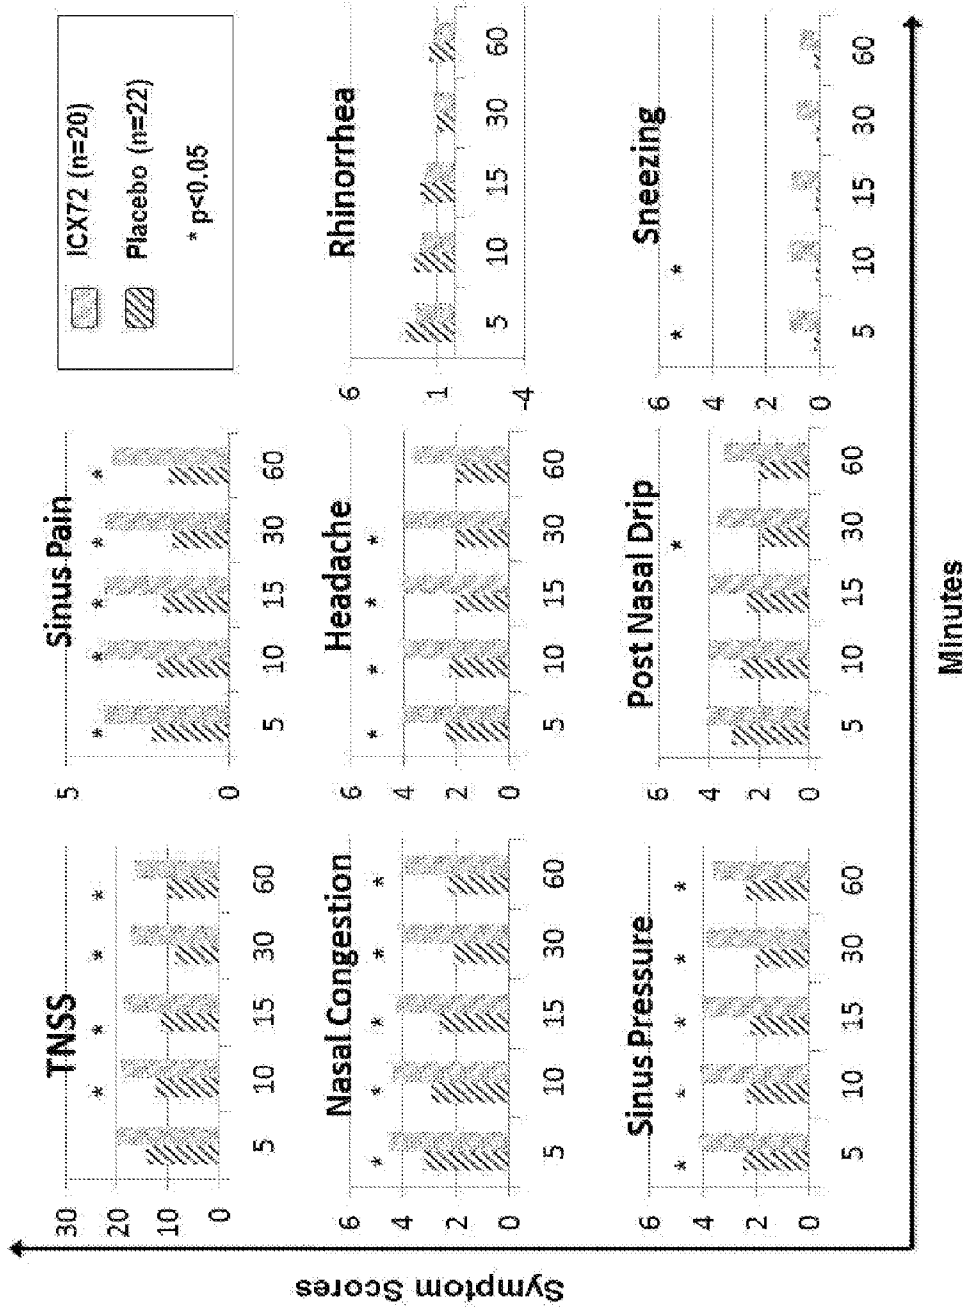 TNSS
30
20
10
0
* * * *
5 10 15 30 60
Sinus Pain
5
0
* * * * *
5 10 15 30 60
ICX72 (n=20)
Placebo (n=22)
* p<0.05
Nasal Congestion
6
4
2
0
* * * * *
5 10 15 30 60
Headache
6
4
2
0
* * * *
5 10 15 30 60
Rhinorrhea
6
1
-4
5 10 15 30 60
Sinus Pressure
6
4
2
0
* * * * *
5 10 15 30 60
Post Nasal Drip
6
4
2
0
*
5 10 15 30 60
Sneezing
6
4
2
0
* *
5 10 15 30 60
Symptom Scores
Minutes